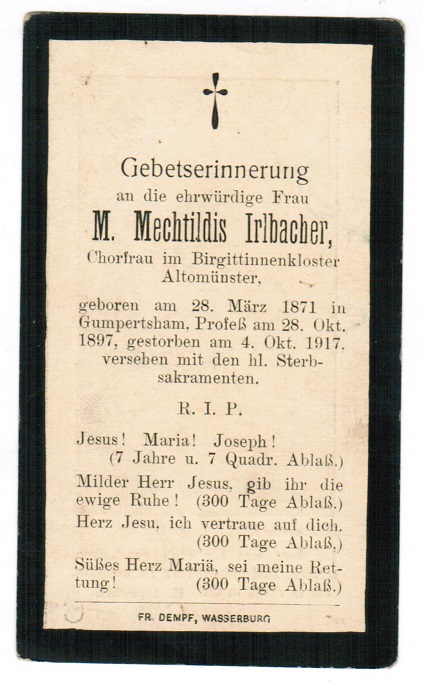 Gebetserinnerung
an die ehrwürdige Frau
M. Mechtildis Irlbacher,
Chorfrau im Birgittinnenkloster
Altomünster,
geboren am 28. März 1871 in
Gumpertsham, Profeß am 28. Okt.
1897, gestorben am 4. Okt. 1917,
versehen mit den hl. Sterb-
sakramenten.
R. I. P.
Jesus! Maria! Joseph!
(7 Jahre u. 7 Quadr. Ablaß.)
Milder Herr Jesus, gib ihr die
ewige Ruhe! (300 Tage Ablaß.)
Herz Jesu, ich vertraue auf dich.
(300 Tage Ablaß.)
Süßes Herz Mariä, sei meine Ret-
tung! (300 Tage Ablaß.)
FR. DEMPF, WASSERBURG